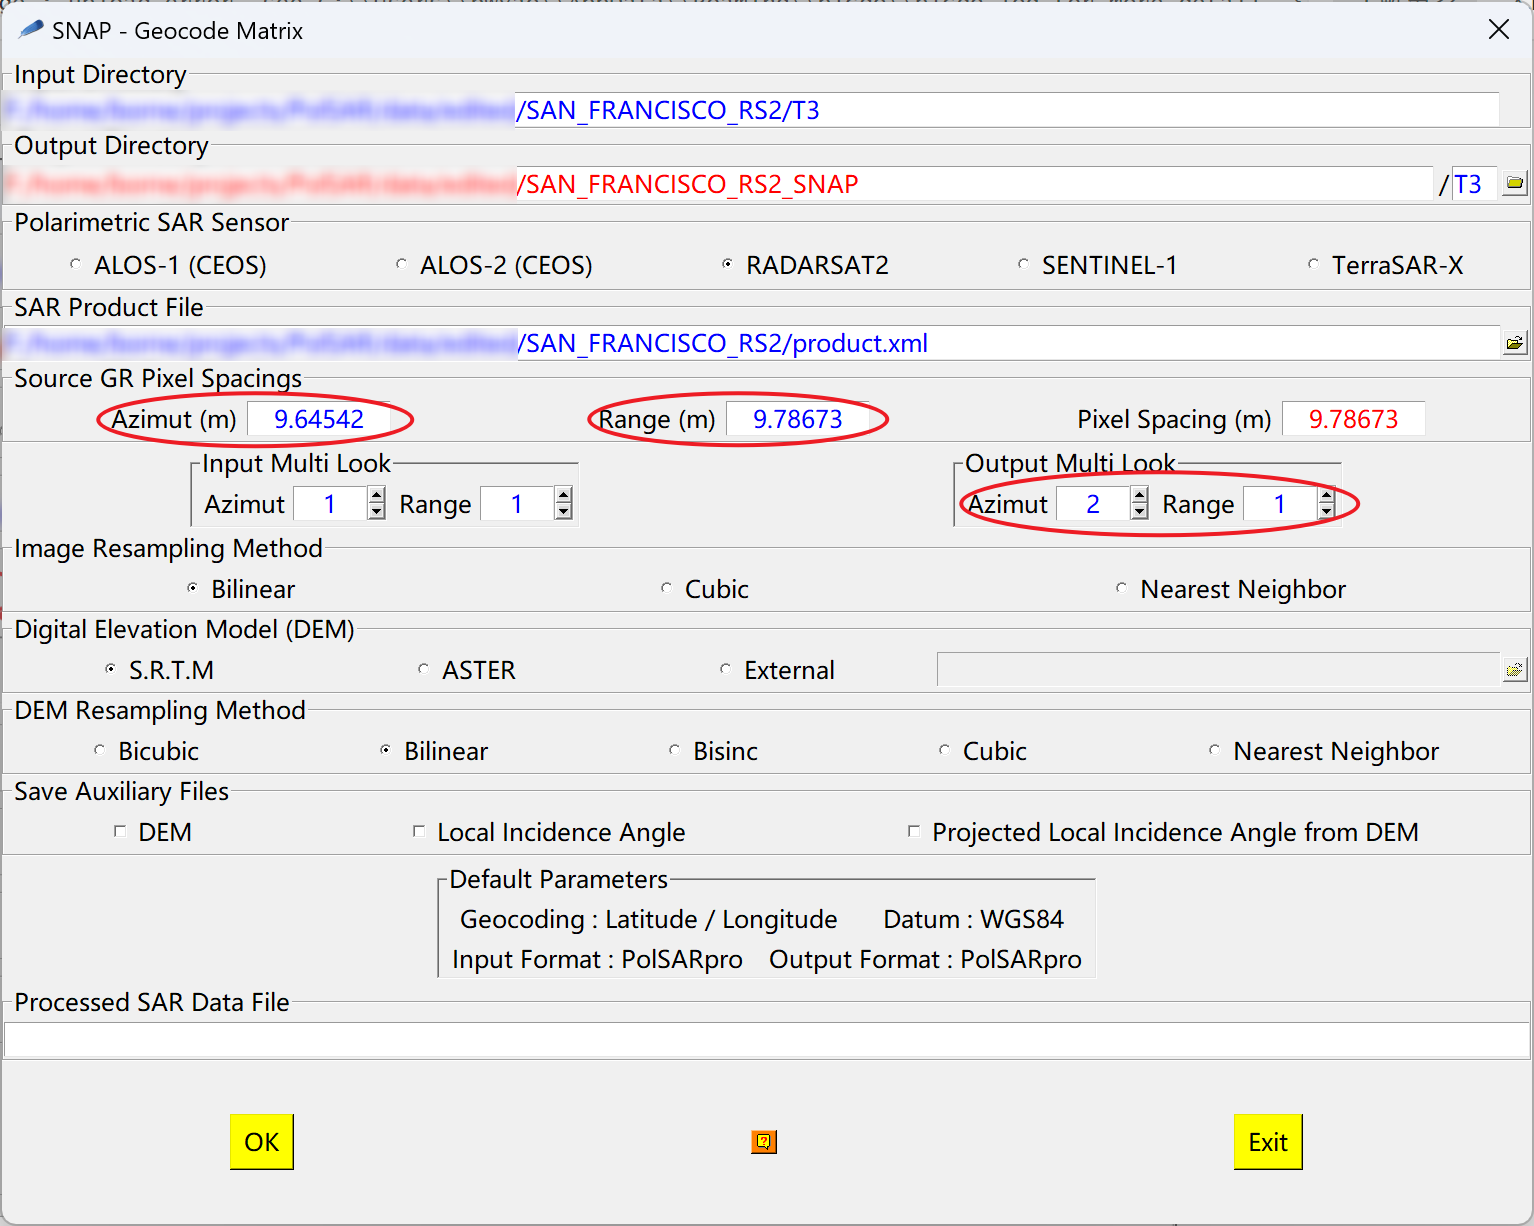 SNAP - Geocode Matrix
Input Directory
/SAN_FRANCISCO_RS2/T3
Output Directory
/SAN_FRANCISCO_RS2_SNAP / T3
Polarimetric SAR Sensor
ALOS-1 (CEOS) ALOS-2 (CEOS) RADARSAT2 SENTINEL-1 TerraSAR-X
SAR Product File
/SAN_FRANCISCO_RS2/product.xml
Source GR Pixel Spacings
Azimut (m) 9.64542 Range (m) 9.78673 Pixel Spacing (m) 9.78673
Input Multi Look Output Multi Look
Azimut 1 Range 1 Azimut 2 Range 1
Image Resampling Method
Bilinear Cubic Nearest Neighbor
Digital Elevation Model (DEM)
S.R.T.M ASTER External
DEM Resampling Method
Bicubic Bilinear Bisinc Cubic Nearest Neighbor
Save Auxiliary Files
DEM Local Incidence Angle Projected Local Incidence Angle from DEM
Default Parameters
Geocoding : Latitude / Longitude Datum : WGS84
Input Format : PolSARpro Output Format : PolSARpro
Processed SAR Data File
OK ? Exit